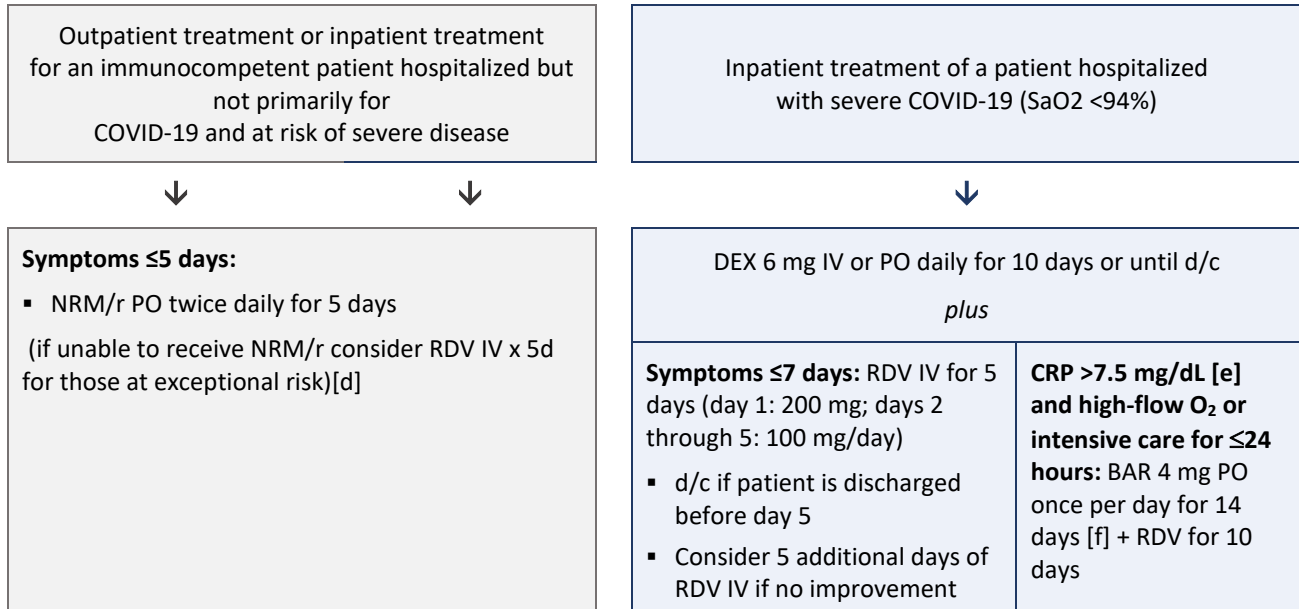 Outpatient treatment or inpatient treatment
for an immunocompetent patient hospitalized but
not primarily for
COVID-19 and at risk of severe disease
Inpatient treatment of a patient hospitalized
with severe COVID-19 (SaO2 <94%)
Symptoms ≤5 days:
▪ NRM/r PO twice daily for 5 days
(if unable to receive NRM/r consider RDV IV x 5d
for those at exceptional risk)[d]
DEX 6 mg IV or PO daily for 10 days or until d/c
plus
Symptoms ≤7 days: RDV IV for 5
days (day 1: 200 mg; days 2
through 5: 100 mg/day)
▪ d/c if patient is discharged
before day 5
▪ Consider 5 additional days of
RDV IV if no improvement
CRP >7.5 mg/dL [e]
and high-flow O₂ or
intensive care for ≤24
hours: BAR 4 mg PO
once per day for 14
days [f] + RDV for 10
days